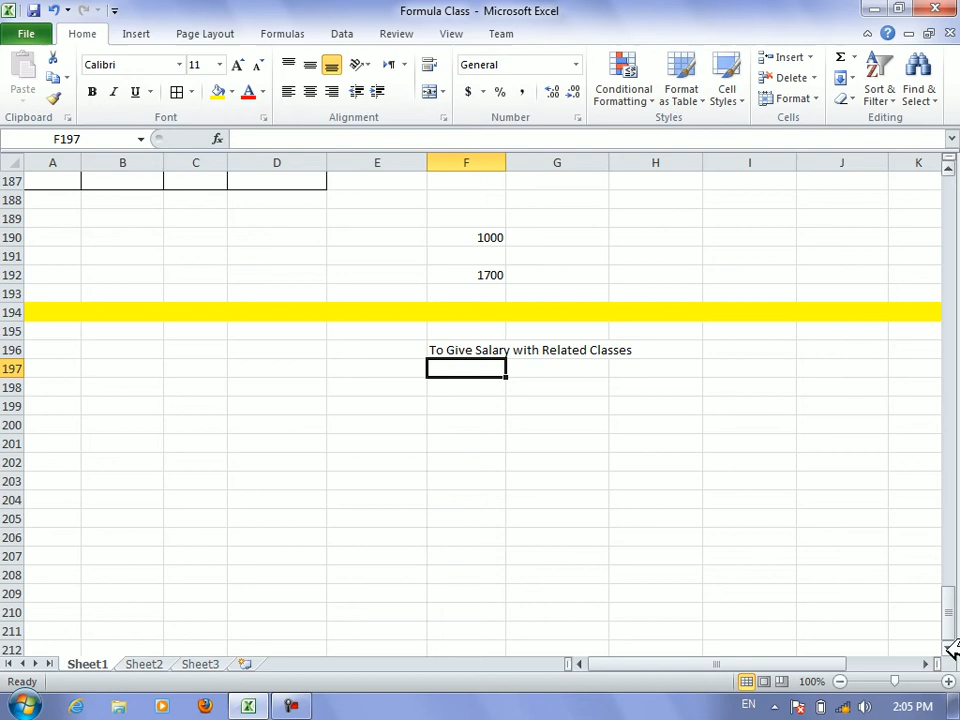 Formula Class - Microsoft Excel
File Home Insert Page Layout Formulas Data Review View Team
Paste
Calibri 11
B I U
General
$ % ,
Conditional Formatting
Format as Table
Cell Styles
Insert
Delete
Format
Sort & Filter
Find & Select
Clipboard Font Alignment Number Styles Cells Editing
F197 fx
A B C D E F G H I J K
187
188
189
190 1000
191
192 1700
193
194
195
196 To Give Salary with Related Classes
197
198
199
200
201
202
203
204
205
206
207
208
209
210
211
212
Sheet1 Sheet2 Sheet3
Ready 100%
EN 2:05 PM